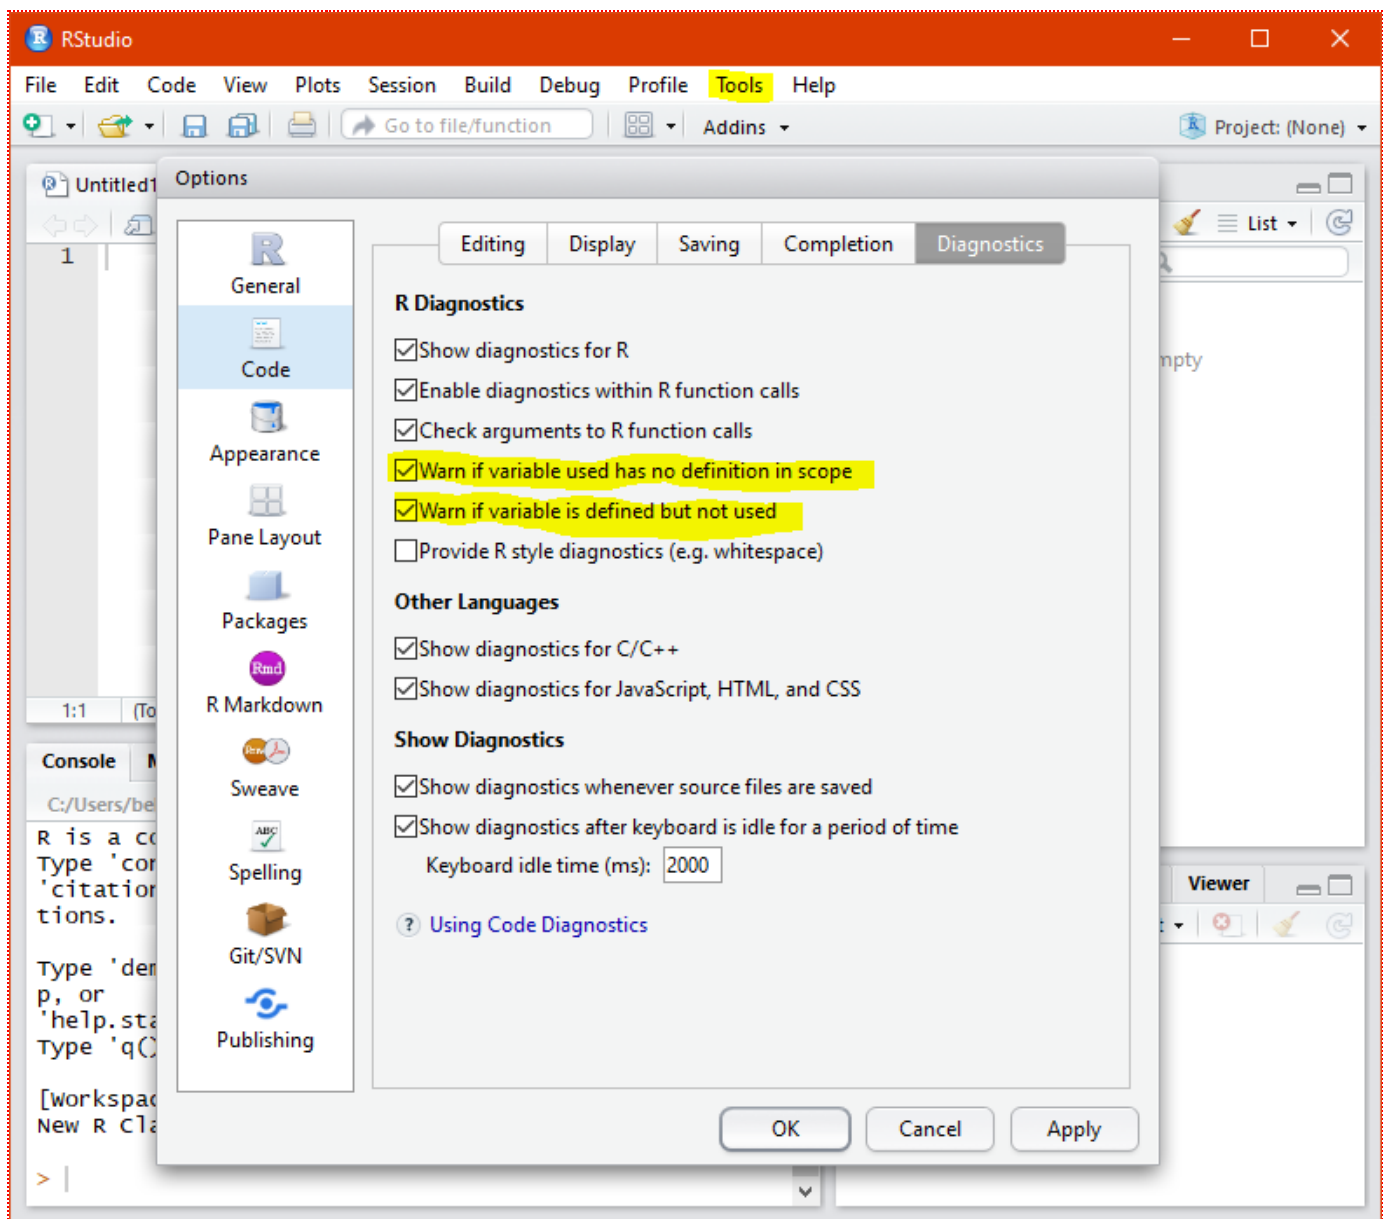 RStudio
File Edit Code View Plots Session Build Debug Profile Tools Help
Go to file/function Addins Project: (None)
Untitled1
List
1
1:1 (To
Console
C:/Users/be
R is a co
Type 'con
'citation
tions.
Type 'dem
p, or
'help.sta
Type 'q()
[Workspac
New R Cla
>
Options
General
Code
Appearance
Pane Layout
Packages
Rmd
R Markdown
Sweave
ABC
Spelling
Git/SVN
Publishing
Editing Display Saving Completion Diagnostics
R Diagnostics
Show diagnostics for R
Enable diagnostics within R function calls
Check arguments to R function calls
Warn if variable used has no definition in scope
Warn if variable is defined but not used
Provide R style diagnostics (e.g. whitespace)
Other Languages
Show diagnostics for C/C++
Show diagnostics for JavaScript, HTML, and CSS
Show Diagnostics
Show diagnostics whenever source files are saved
Show diagnostics after keyboard is idle for a period of time
Keyboard idle time (ms): 2000
? Using Code Diagnostics
OK Cancel Apply
mpty
Viewer